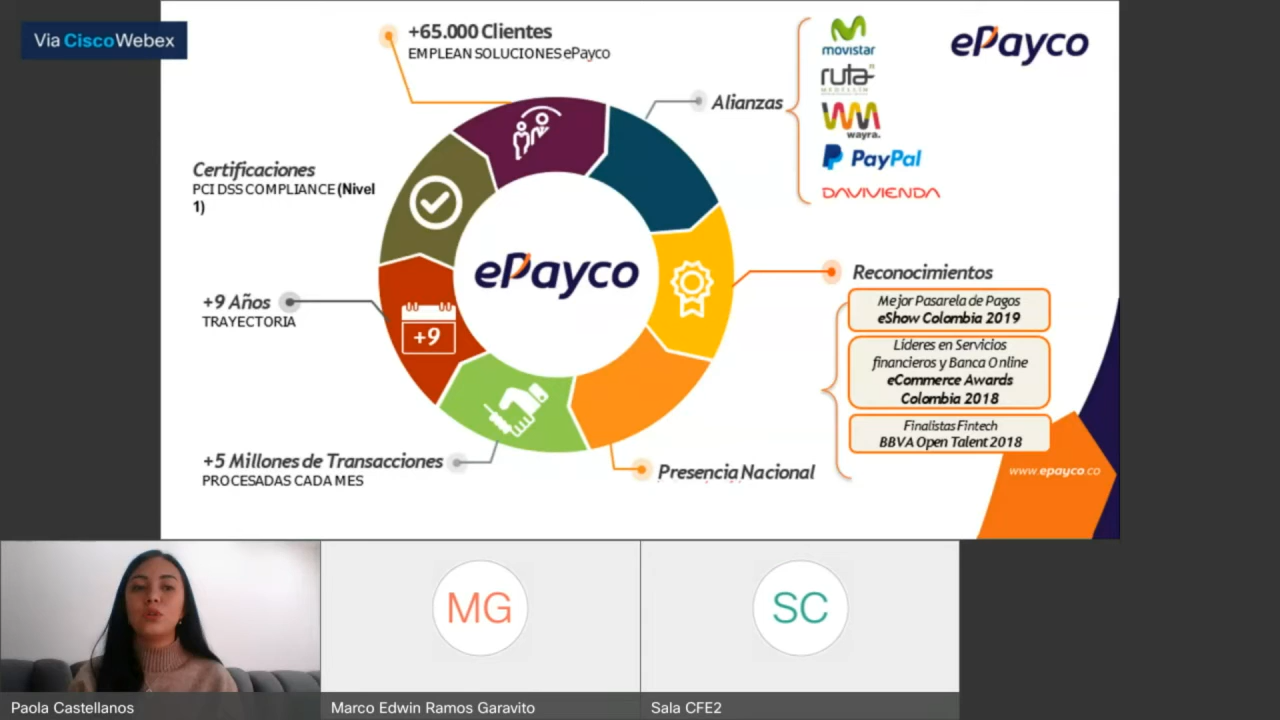 Via Cisco Webex
+65.000 Clientes
EMPLEAN SOLUCIONES ePayco
movistar
ruta
MEDELLÍN
wayra.
PayPal
DAVIVIENDA
ePayco
Alianzas
Certificaciones
PCI DSS COMPLIANCE (Nivel
1)
ePayco
Reconocimientos
Mejor Pasarela de Pagos
eShow Colombia 2019
Líderes en Servicios
financieros y Banca Online
eCommerce Awards
Colombia 2018
Finalistas Fintech
BBVA Open Talent 2018
+9 Años
TRAYECTORIA
+9
+5 Millones de Transacciones
PROCESADAS CADA MES
Presencia Nacional
www.epayco.co
MG
SC
Paola Castellanos
Marco Edwin Ramos Garavito
Sala CFE2